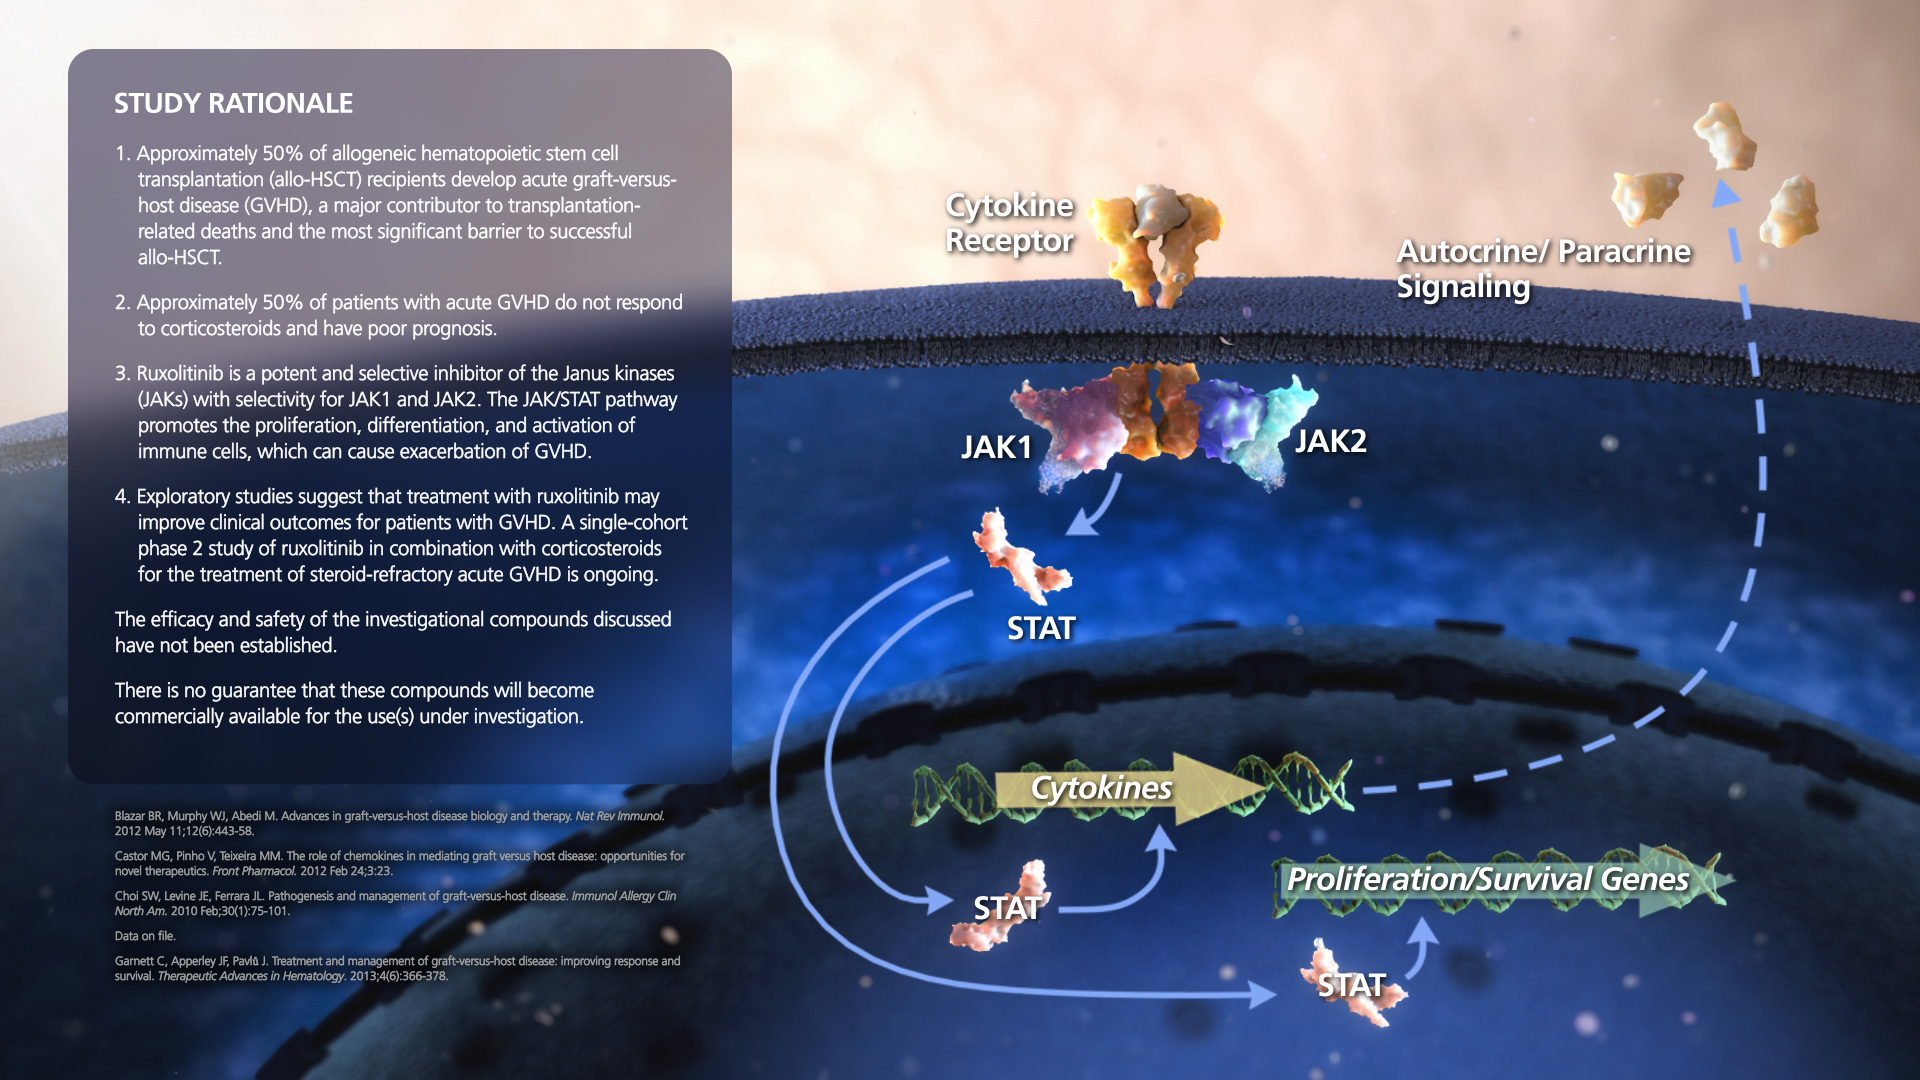 STUDY RATIONALE
1. Approximately 50% of allogeneic hematopoietic stem cell
transplantation (allo-HSCT) recipients develop acute graft-versus-
host disease (GVHD), a major contributor to transplantation-
related deaths and the most significant barrier to successful
allo-HSCT.
2. Approximately 50% of patients with acute GVHD do not respond
to corticosteroids and have poor prognosis.
3. Ruxolitinib is a potent and selective inhibitor of the Janus kinases
(JAKs) with selectivity for JAK1 and JAK2. The JAK/STAT pathway
promotes the proliferation, differentiation, and activation of
immune cells, which can cause exacerbation of GVHD.
4. Exploratory studies suggest that treatment with ruxolitinib may
improve clinical outcomes for patients with GVHD. A single-cohort
phase 2 study of ruxolitinib in combination with corticosteroids
for the treatment of steroid-refractory acute GVHD is ongoing.
The efficacy and safety of the investigational compounds discussed
have not been established.
There is no guarantee that these compounds will become
commercially available for the use(s) under investigation.
Blazar BR, Murphy WJ, Abedi M. Advances in graft-versus-host disease biology and therapy. Nat Rev Immunol.
2012 May 11;12(6):443-58.
Castor MG, Pinho V, Teixeira MM. The role of chemokines in mediating graft versus host disease: opportunities for
novel therapeutics. Front Pharmacol. 2012 Feb 24;3:23.
Choi SW, Levine JE, Ferrara JL. Pathogenesis and management of graft-versus-host disease. Immunol Allergy Clin
North Am. 2010 Feb;30(1):75-101.
Data on file.
Garnett C, Apperley JF, Pavlů J. Treatment and management of graft-versus-host disease: improving response and
survival. Therapeutic Advances in Hematology. 2013;4(6):366-378.
Cytokine
Receptor
Autocrine/ Paracrine
Signaling
JAK1
JAK2
STAT
Cytokines
Proliferation/Survival Genes
STAT
STAT